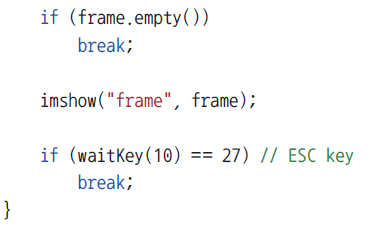 if (frame.empty())
break;
imshow("frame", frame);
if (waitKey(10) == 27) // ESC key
break;
}